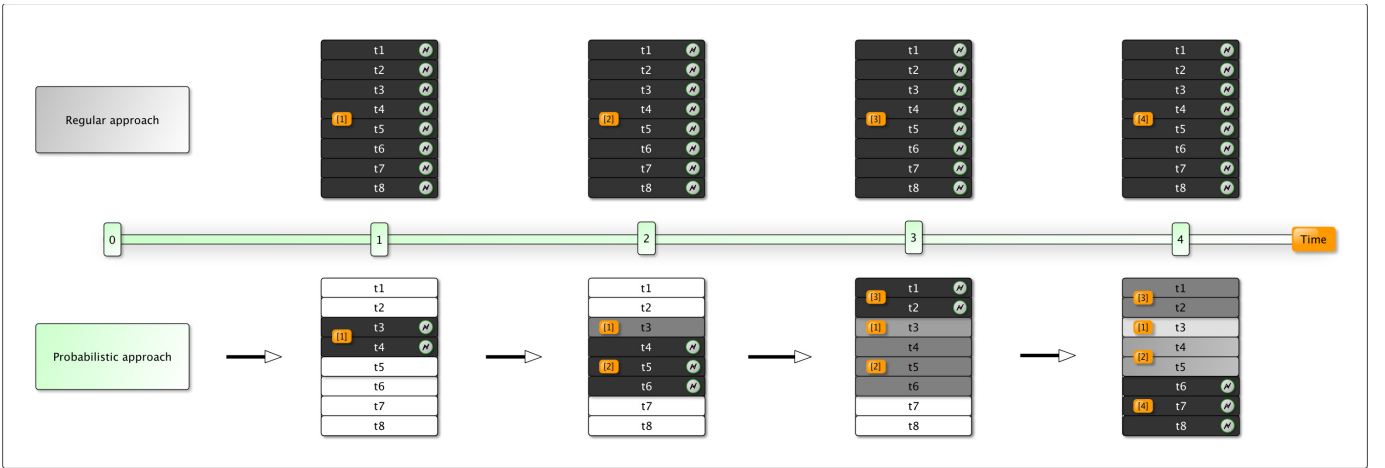 t1
t2
t3
t4
t5
t6
t7
t8
[1]
t1
t2
t3
t4
t5
t6
t7
t8
[2]
t1
t2
t3
t4
t5
t6
t7
t8
[3]
t1
t2
t3
t4
t5
t6
t7
t8
[4]
Regular approach
0
1
2
3
4
Time
Probabilistic approach
t1
t2
t3
[1]
t4
t5
t6
t7
t8
t1
t2
[1] t3
t4
[2] t5
t6
t7
t8
t1
[3]
t2
[1] t3
t4
[2] t5
t6
t7
t8
t1
[3]
t2
[1] t3
t4
[2]
t5
t6
[4] t7
t8